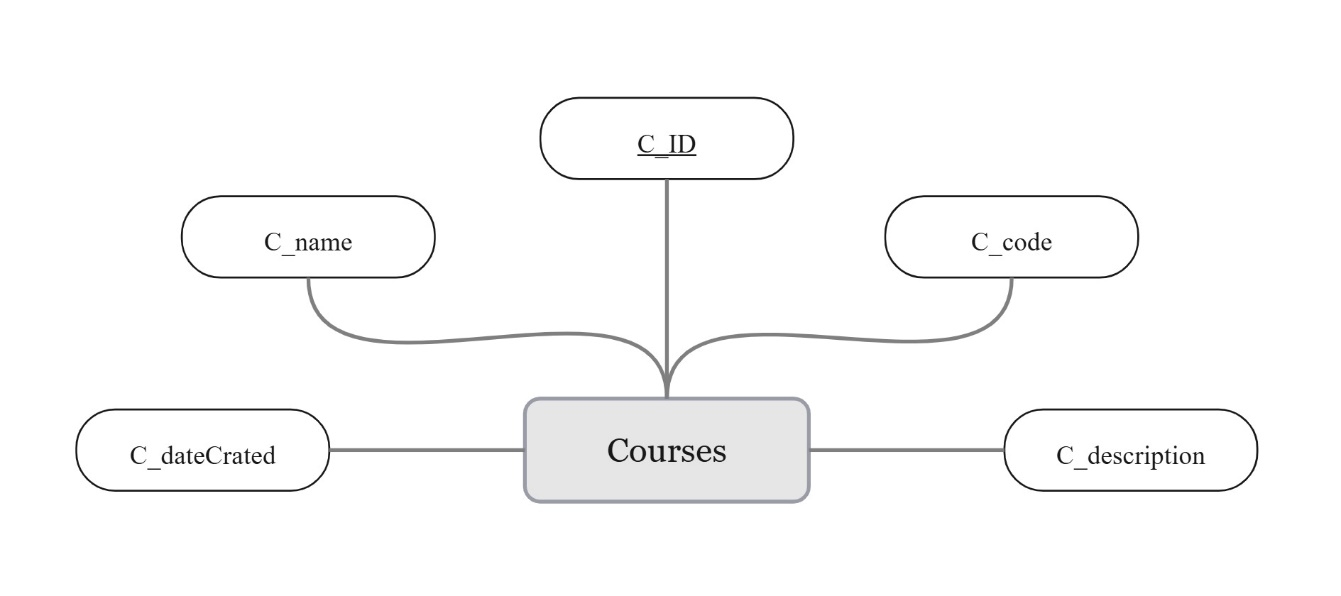 C_ID
C_name
C_code
C_dateCrated
Courses
C_description